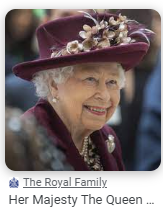 The Royal Family
Her Majesty The Queen ...